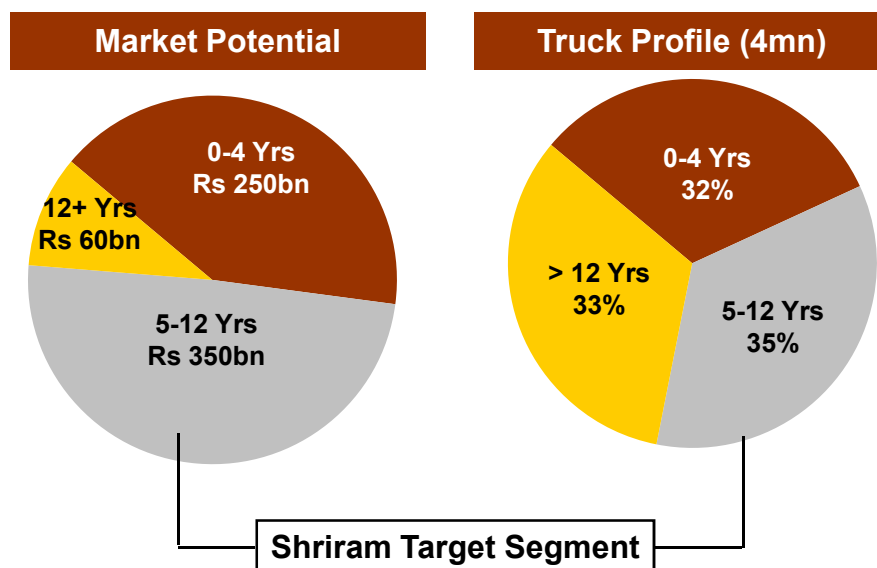 Market Potential
Truck Profile (4mn)
0-4 Yrs
Rs 250bn
12+ Yrs
Rs 60bn
5-12 Yrs
Rs 350bn
0-4 Yrs
32%
> 12 Yrs
33%
5-12 Yrs
35%
Shriram Target Segment